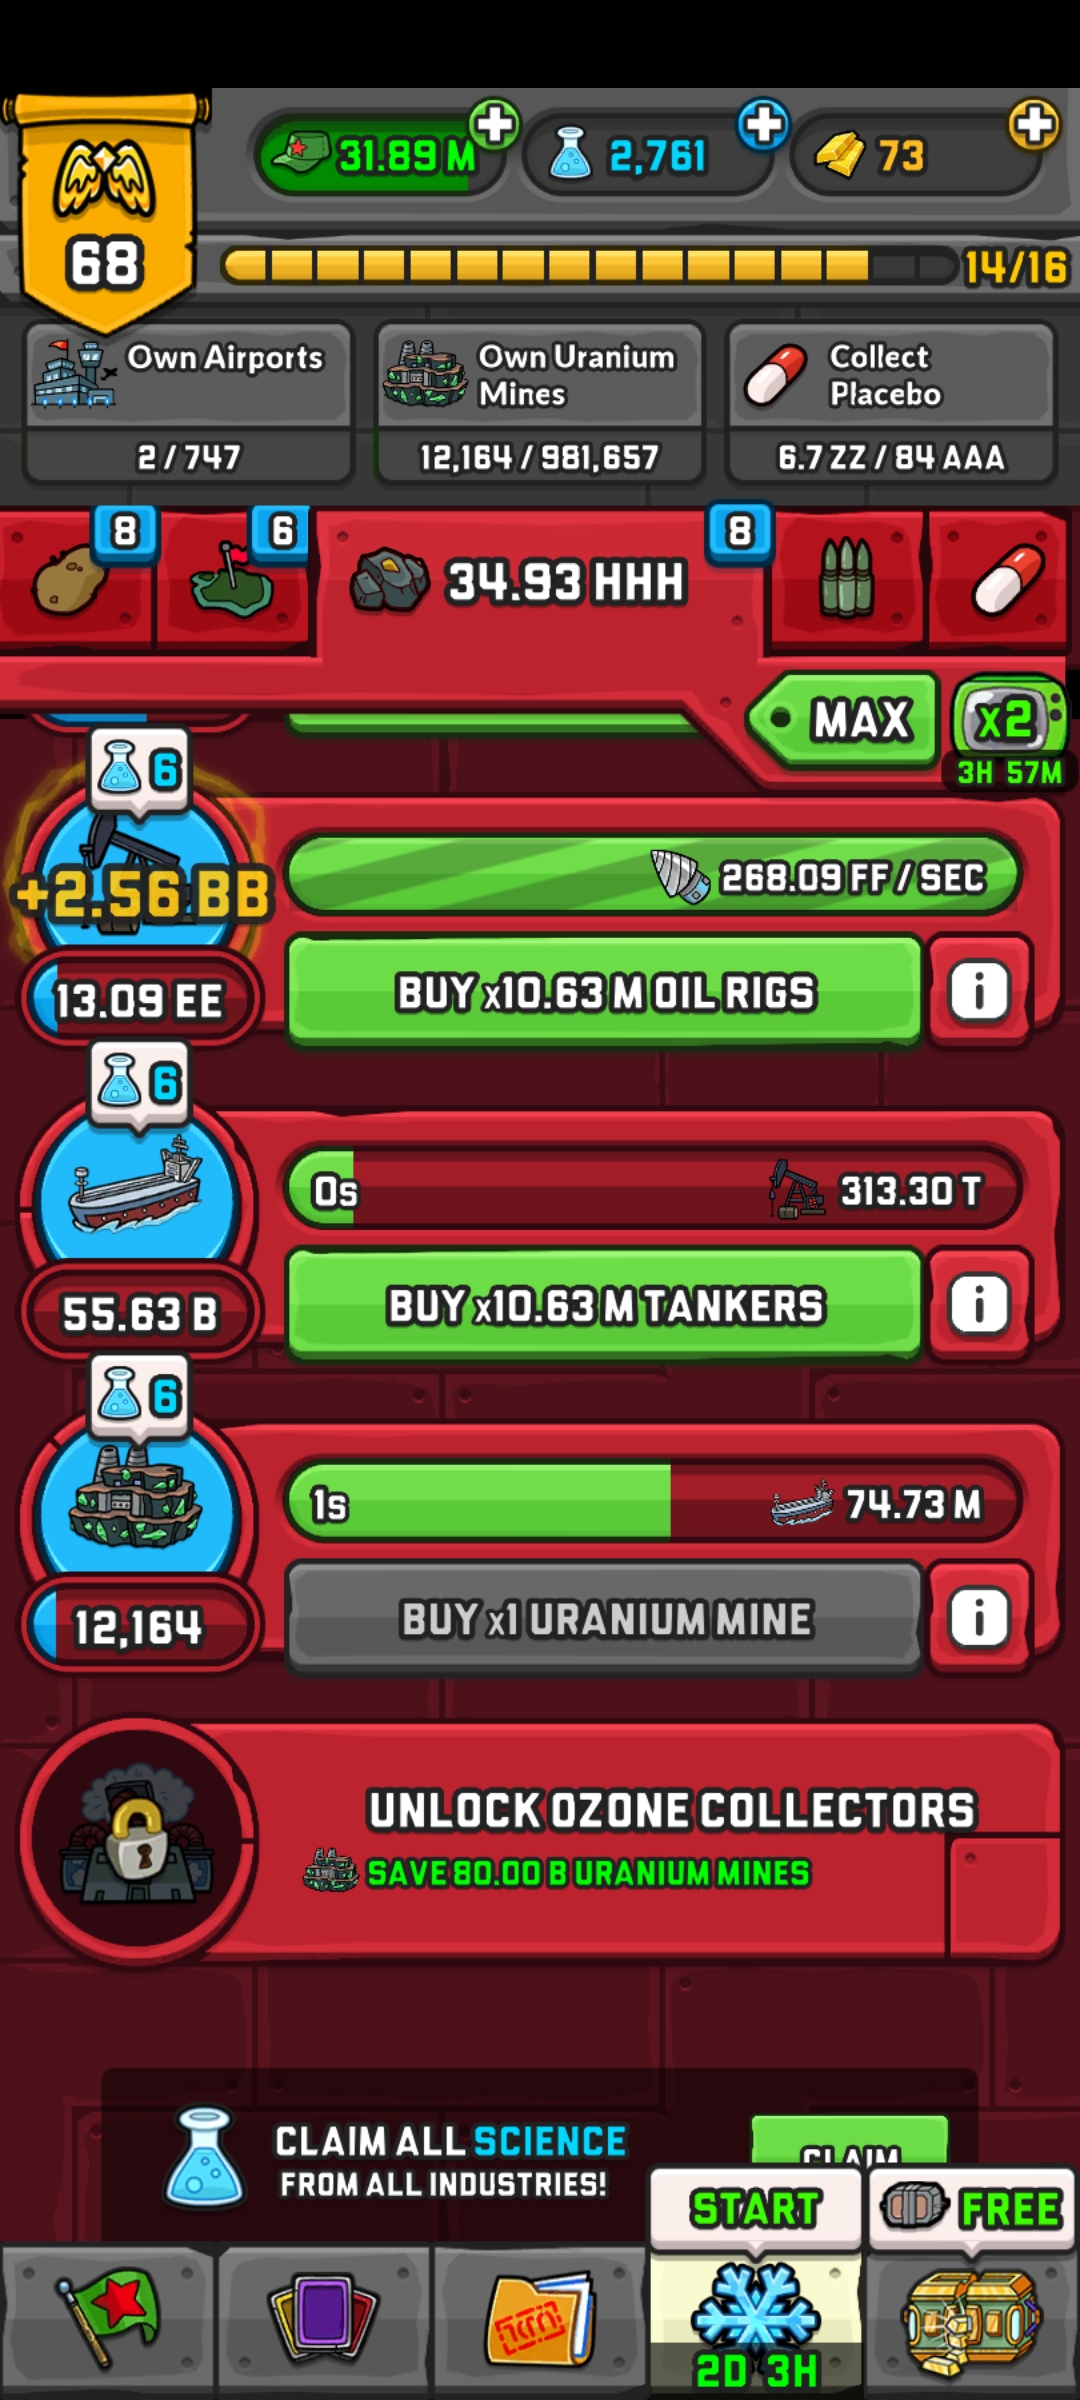 31.89 M
2,761
73
68
14/16
Own Airports
2 / 747
Own Uranium
Mines
12,164 / 981,657
Collect
Placebo
6.7 ZZ / 84 AAA
8
6
34.93 HHH
8
MAX
x2
3H 57M
6
+2.56 BB
268.09 FF / SEC
13.09 EE
BUY x10.63 M OIL RIGS
i
6
0s
313.30 T
55.63 B
BUY x10.63 M TANKERS
i
6
1s
74.73 M
12,164
BUY x1 URANIUM MINE
i
UNLOCK OZONE COLLECTORS
SAVE 80.00 B URANIUM MINES
CLAIM ALL SCIENCE
FROM ALL INDUSTRIES!
CLAIM
START
FREE
2D 3H